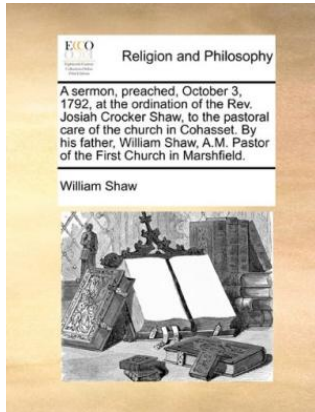 ECCO
Religion and Philosophy
A sermon, preached, October 3,
1792, at the ordination of the Rev.
Josiah Crocker Shaw, to the pastoral
care of the church in Cohasset. By
his father, William Shaw, A.M. Pastor
of the First Church in Marshfield.
William Shaw